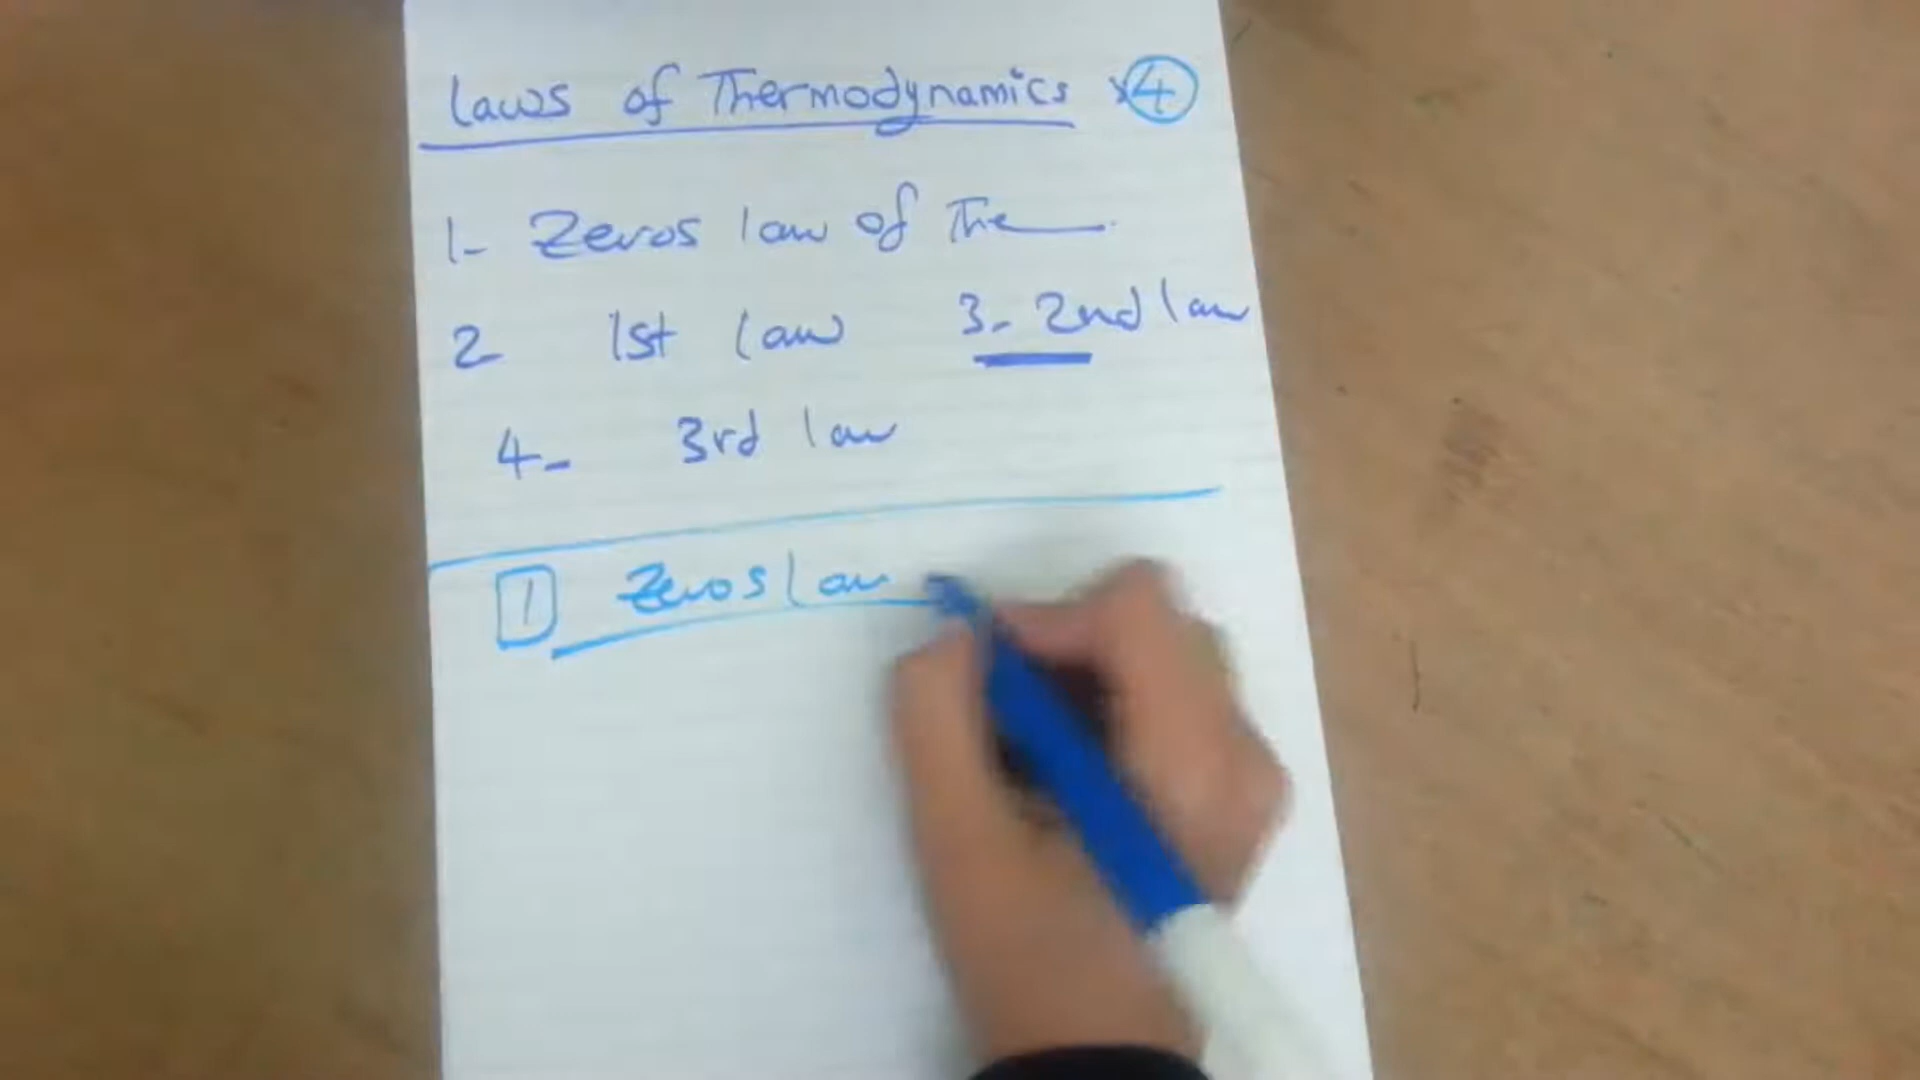 Laws of Thermodynamics 4
1- Zeros law of The
2- 1st law 3- 2nd law
4- 3rd law
1 Zeros law